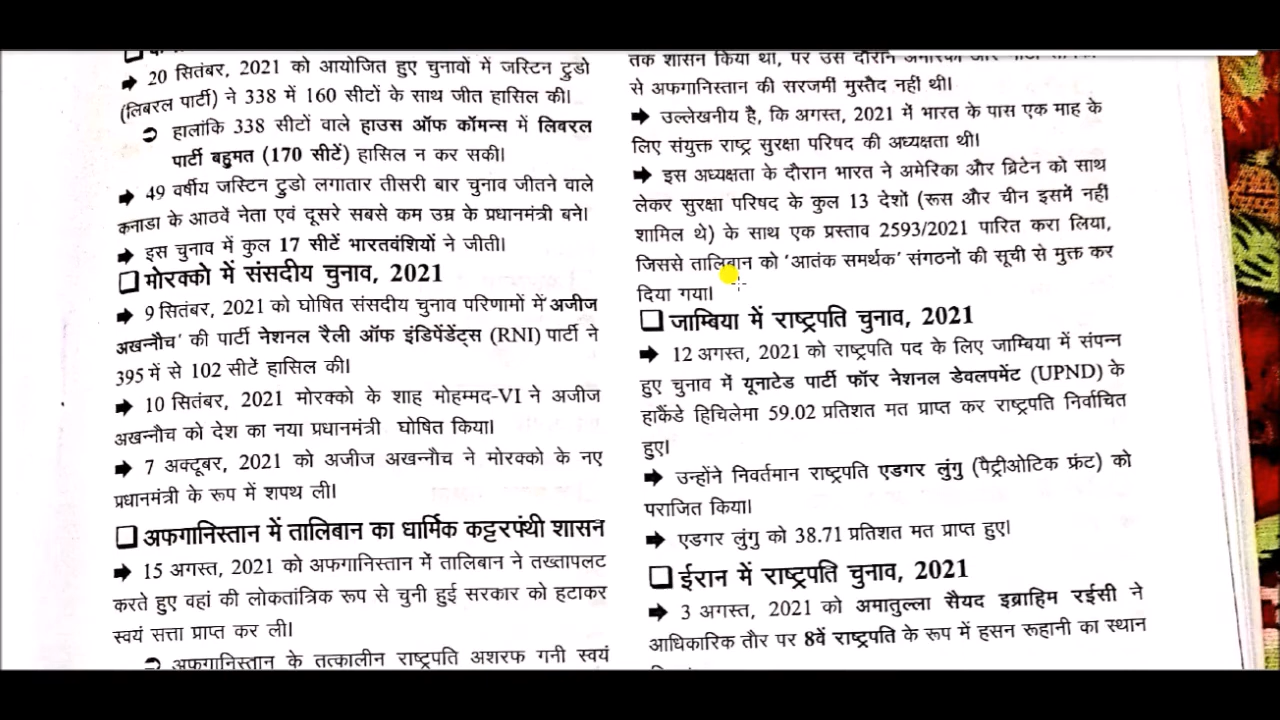 ➡ 20 सितंबर, 2021 को आयोजित हुए चुनावों में जस्टिन ट्रुडो
(लिबरल पार्टी) ने 338 में 160 सीटों के साथ जीत हासिल की।
➲ हालांकि 338 सीटों वाले हाउस ऑफ कॉमन्स में लिबरल
पार्टी बहुमत (170 सीटें) हासिल न कर सकी।
➡ 49 वर्षीय जस्टिन ट्रुडो लगातार तीसरी बार चुनाव जीतने वाले
कनाडा के आठवें नेता एवं दूसरे सबसे कम उम्र के प्रधानमंत्री बने।
➡ इस चुनाव में कुल 17 सीटें भारतवंशियों ने जीती।
❑ मोरक्को में संसदीय चुनाव, 2021
➡ 9 सितंबर, 2021 को घोषित संसदीय चुनाव परिणामों में अजीज
अखन्नौच' की पार्टी नेशनल रैली ऑफ इंडिपेंडेंट्स (RNI) पार्टी ने
395 में से 102 सीटें हासिल की।
➡ 10 सितंबर, 2021 मोरक्को के शाह मोहम्मद-VI ने अजीज
अखन्नौच को देश का नया प्रधानमंत्री घोषित किया।
➡ 7 अक्टूबर, 2021 को अजीज अखन्नौच ने मोरक्को के नए
प्रधानमंत्री के रूप में शपथ ली।
❑ अफगानिस्तान में तालिबान का धार्मिक कट्टरपंथी शासन
➡ 15 अगस्त, 2021 को अफगानिस्तान में तालिबान ने तख्तापलट
करते हुए वहां की लोकतांत्रिक रूप से चुनी हुई सरकार को हटाकर
स्वयं सत्ता प्राप्त कर ली।
➲ अफगानिस्तान के तत्कालीन राष्ट्रपति अशरफ गनी स्वयं
तक शासन किया था, पर उस दौरान अमेरिका और
से अफगानिस्तान की सरजमीं मुस्तैद नहीं थी।
➡ उल्लेखनीय है, कि अगस्त, 2021 में भारत के पास एक माह के
लिए संयुक्त राष्ट्र सुरक्षा परिषद की अध्यक्षता थी।
➡ इस अध्यक्षता के दौरान भारत ने अमेरिका और ब्रिटेन को साथ
लेकर सुरक्षा परिषद के कुल 13 देशों (रूस और चीन इसमें नहीं
शामिल थे) के साथ एक प्रस्ताव 2593/2021 पारित करा लिया,
जिससे तालिबान को 'आतंक समर्थक' संगठनों की सूची से मुक्त कर
दिया गया।
❑ जाम्बिया में राष्ट्रपति चुनाव, 2021
➡ 12 अगस्त, 2021 को राष्ट्रपति पद के लिए जाम्बिया में संपन्न
हुए चुनाव में यूनाटेड पार्टी फॉर नेशनल डेवलपमेंट (UPND) के
हाकैंडे हिचिलेमा 59.02 प्रतिशत मत प्राप्त कर राष्ट्रपति निर्वाचित
हुए।
➡ उन्होंने निवर्तमान राष्ट्रपति एडगर लुंगु (पैट्रीओटिक फ्रंट) को
पराजित किया।
➡ एडगर लुंगु को 38.71 प्रतिशत मत प्राप्त हुए।
❑ ईरान में राष्ट्रपति चुनाव, 2021
➡ 3 अगस्त, 2021 को अमातुल्ला सैयद इब्राहिम रईसी ने
आधिकारिक तौर पर 8वें राष्ट्रपति के रूप में हसन रूहानी का स्थान